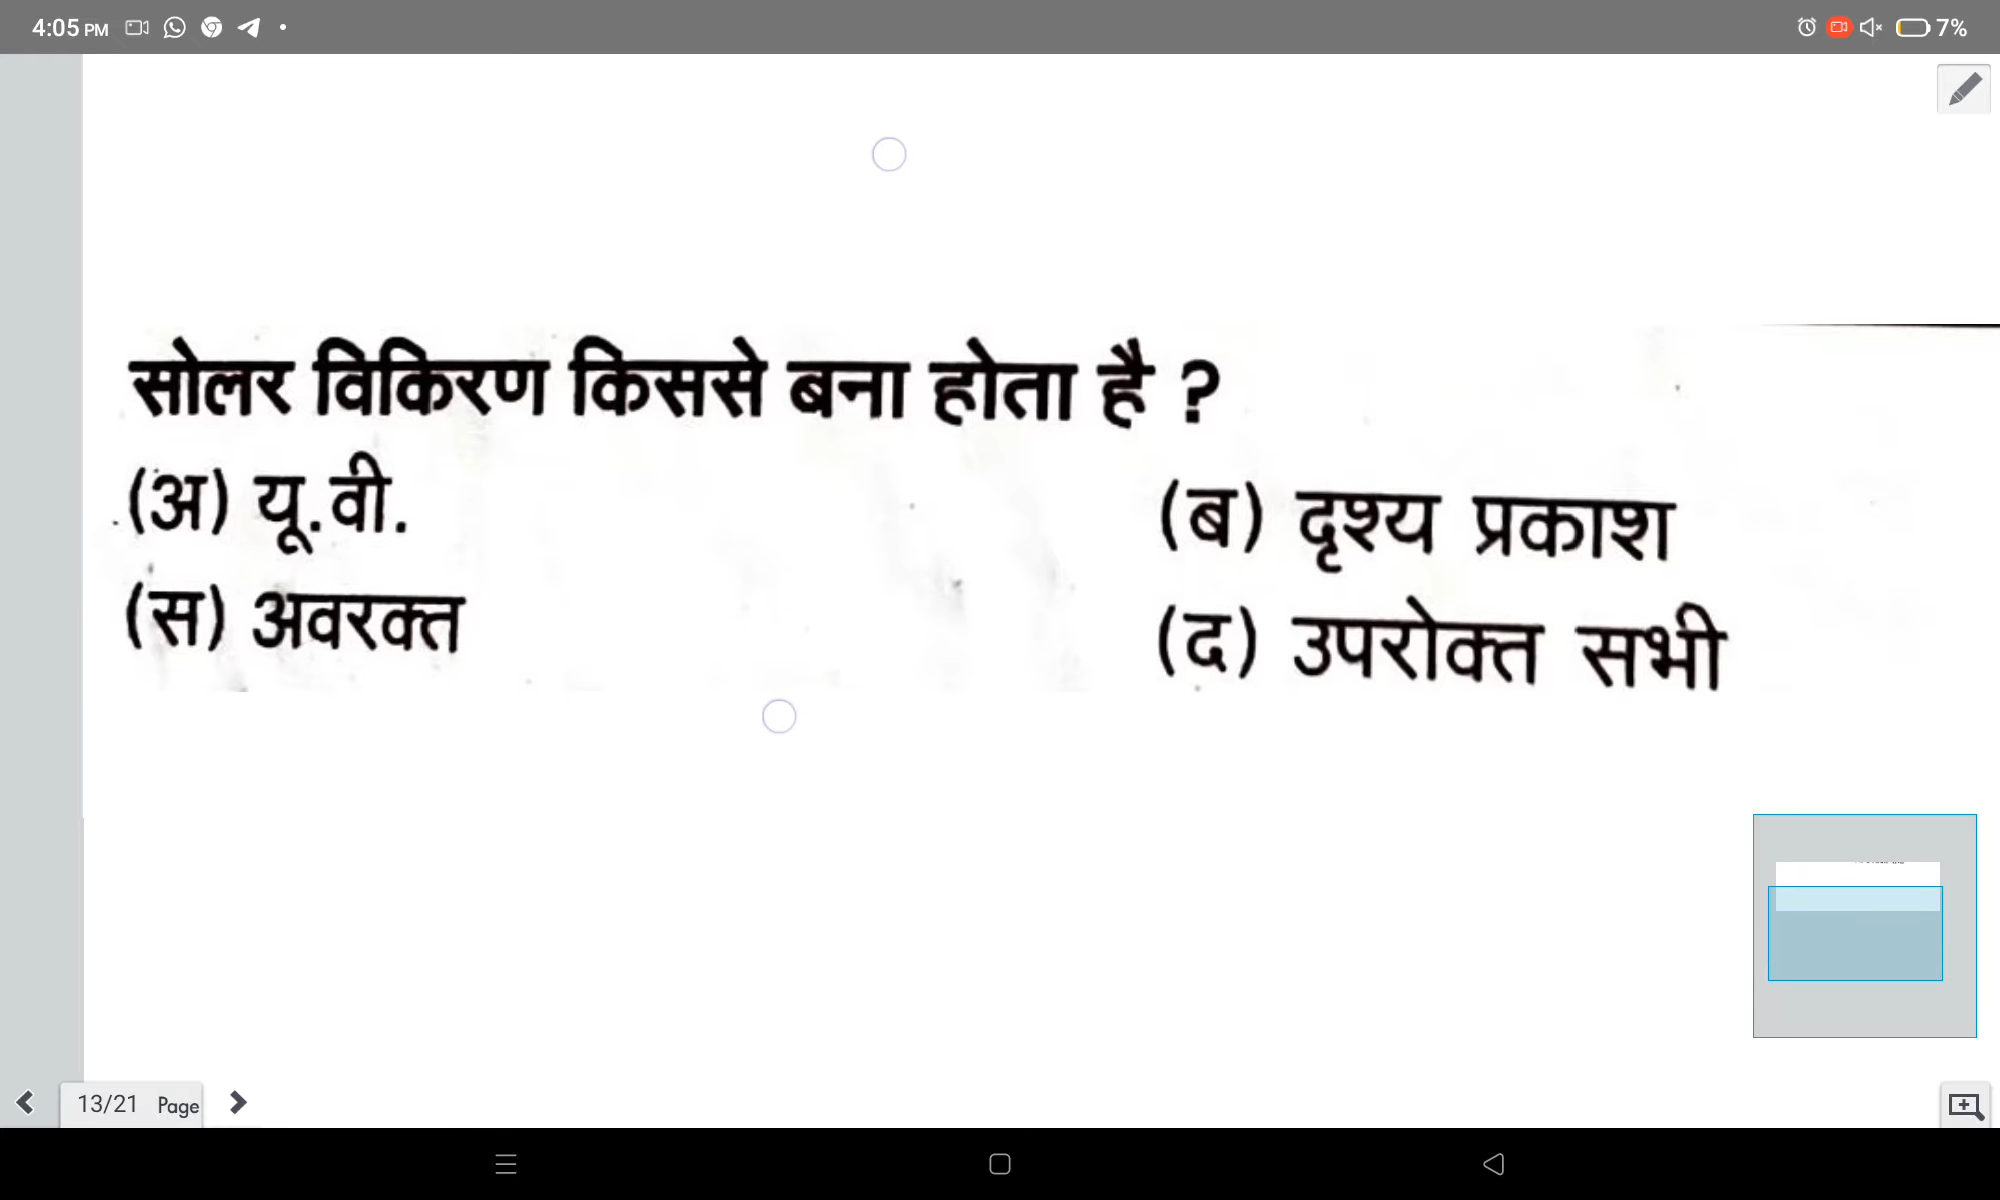 4:05 PM
7%
सोलर विकिरण किससे बना होता है ?
(अ) यू.वी.
(ब) दृश्य प्रकाश
(स) अवरक्त
(द) उपरोक्त सभी
13/21 Page